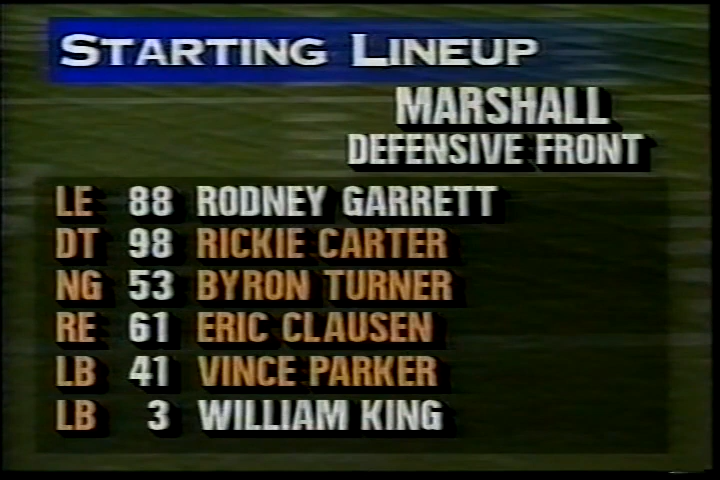 STARTING LINEUP
MARSHALL
DEFENSIVE FRONT
LE 88 RODNEY GARRETT
DT 98 RICKIE CARTER
NG 53 BYRON TURNER
RE 61 ERIC CLAUSEN
LB 41 VINCE PARKER
LB 3 WILLIAM KING